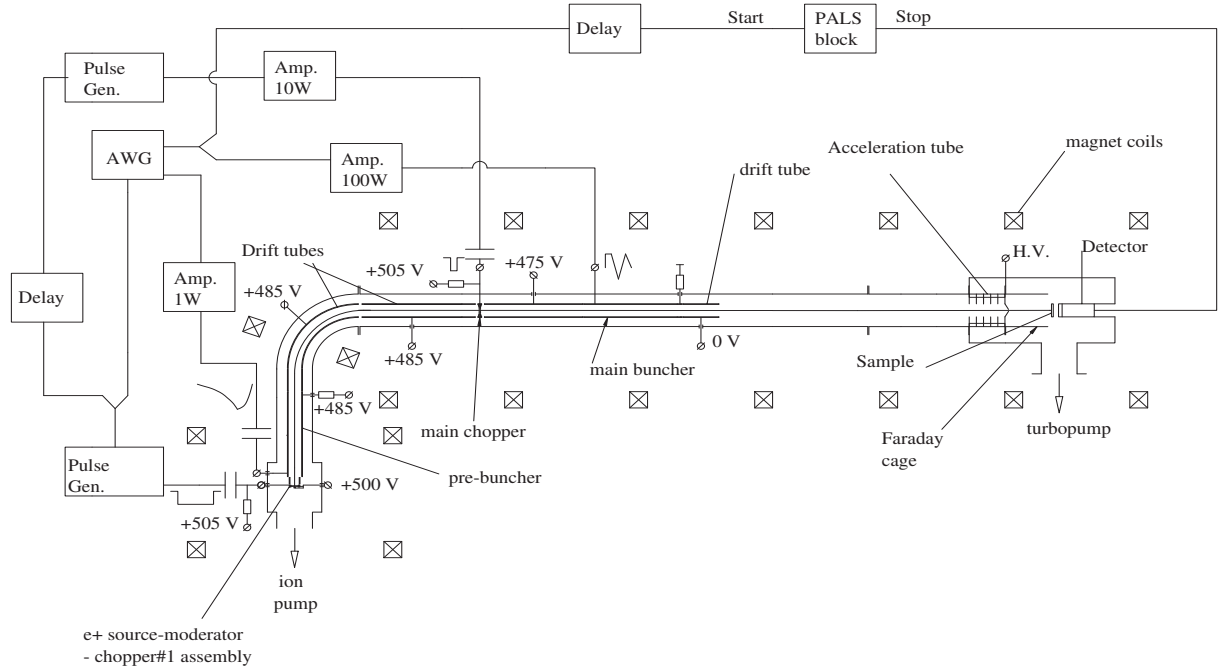 Delay
Start
PALS
block
Stop
Pulse
Gen.
Amp.
10W
AWG
Amp.
100W
Acceleration tube
magnet coils
drift tube
Drift tubes
+505 V
+475 V
H.V.
Detector
Delay
Amp.
1W
+485 V
+485 V
0 V
main buncher
Sample
+485 V
main chopper
Faraday
cage
turbopump
Pulse
Gen.
pre-buncher
+500 V
+505 V
ion
pump
e+ source-moderator
- chopper#1 assembly